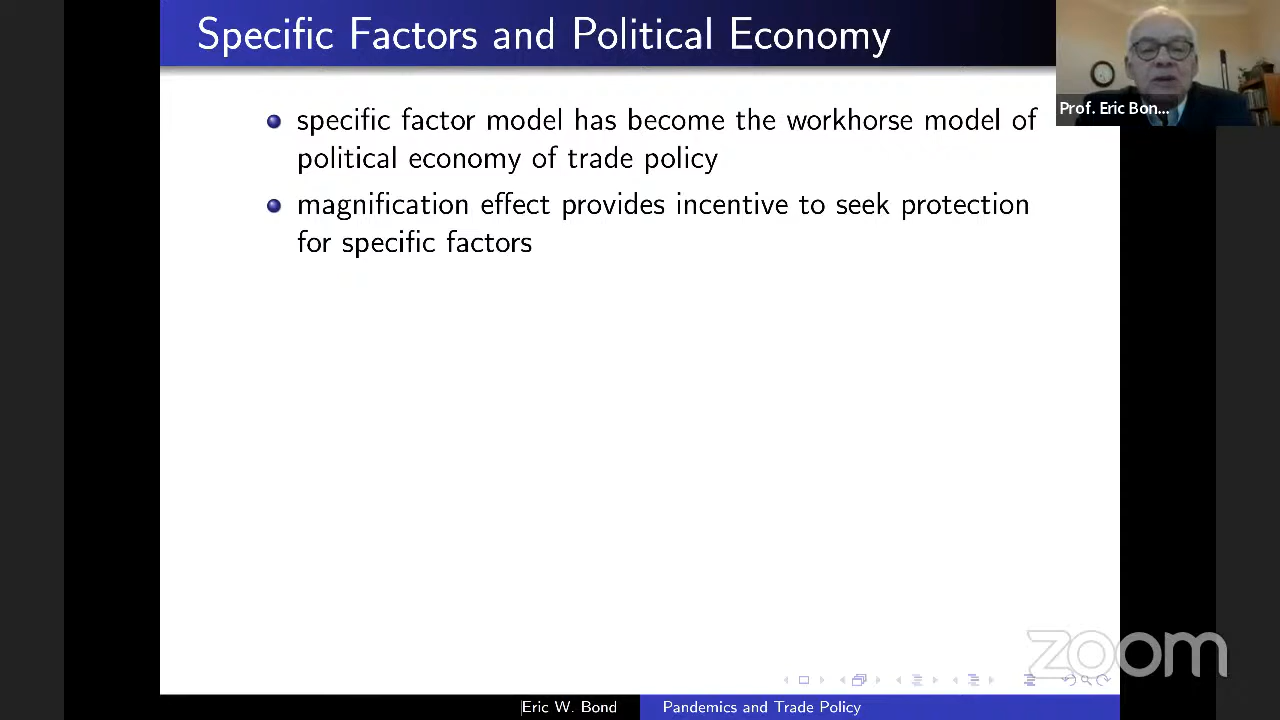 Specific Factors and Political Economy
Prof. Eric Bon...
specific factor model has become the workhorse model of
political economy of trade policy
magnification effect provides incentive to seek protection
for specific factors
zoom
Eric W. Bond
Pandemics and Trade Policy